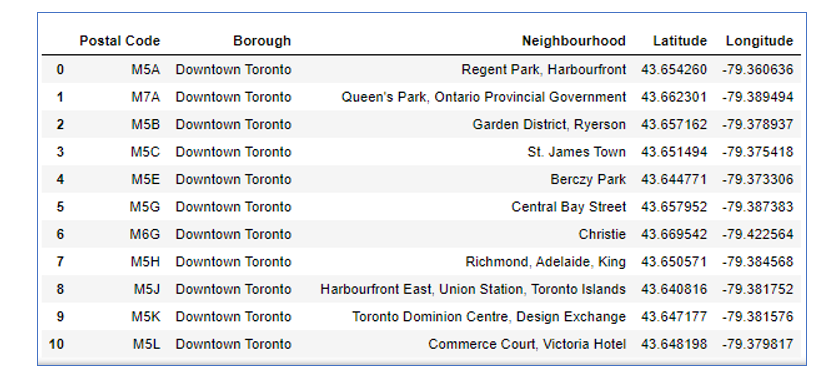 Postal Code Borough Neighbourhood Latitude Longitude
0 M5A Downtown Toronto Regent Park, Harbourfront 43.654260 -79.360636
1 M7A Downtown Toronto Queen's Park, Ontario Provincial Government 43.662301 -79.389494
2 M5B Downtown Toronto Garden District, Ryerson 43.657162 -79.378937
3 M5C Downtown Toronto St. James Town 43.651494 -79.375418
4 M5E Downtown Toronto Berczy Park 43.644771 -79.373306
5 M5G Downtown Toronto Central Bay Street 43.657952 -79.387383
6 M6G Downtown Toronto Christie 43.669542 -79.422564
7 M5H Downtown Toronto Richmond, Adelaide, King 43.650571 -79.384568
8 M5J Downtown Toronto Harbourfront East, Union Station, Toronto Islands 43.640816 -79.381752
9 M5K Downtown Toronto Toronto Dominion Centre, Design Exchange 43.647177 -79.381576
10 M5L Downtown Toronto Commerce Court, Victoria Hotel 43.648198 -79.379817